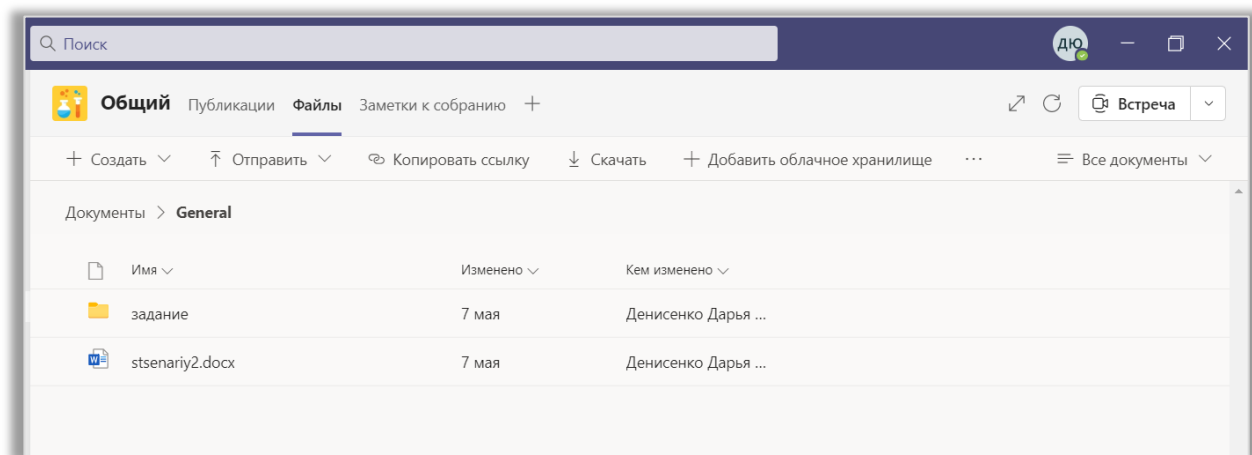 Поиск
ДЮ
Общий Публикации Файлы Заметки к собранию
Встреча
Создать Отправить Копировать ссылку Скачать Добавить облачное хранилище ... Все документы
Документы > General
Имя Изменено Кем изменено
задание 7 мая Денисенко Дарья ...
stsenariy2.docx 7 мая Денисенко Дарья ...